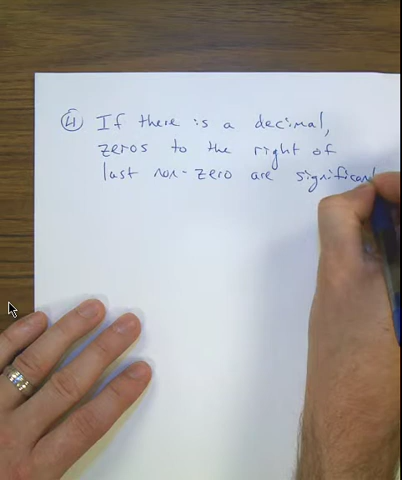 ④ If there is a decimal,
zeros to the right of
last non-zero are significant